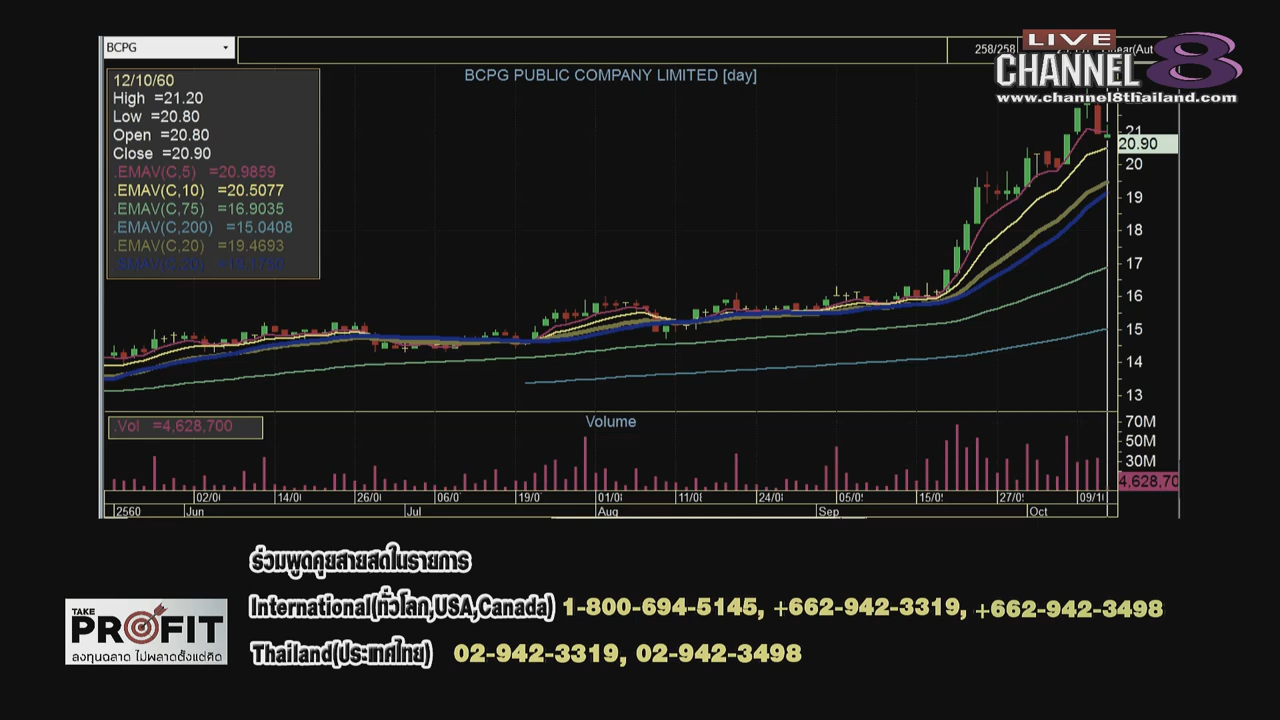 BCPG
258/258
LIVE
CHANNEL 8
www.channel8thailand.com
BCPG PUBLIC COMPANY LIMITED [day]
12/10/60
High =21.20
Low =20.80
Open =20.80
Close =20.90
.EMAV(C,5) =20.9859
.EMAV(C,10) =20.5077
.EMAV(C,75) =16.9035
.EMAV(C,200) =15.0408
.EMAV(C,20) =19.4693
21
20.90
20
19
18
17
16
15
14
13
.Vol =4,628,700
Volume
70M
50M
30M
4,628,70
02/0 14/0 26/0 06/0 19/0 01/0 11/0 24/0 05/0 15/0 27/0 09/1
2560 Jun Jul Aug Sep Oct
ร่วมพูดคุยสายสดในรายการ
International(ทั่วโลก,USA,Canada) 1-800-694-5145, +662-942-3319, +662-942-3498
Thailand(ประเทศไทย) 02-942-3319, 02-942-3498
TAKE
PROFIT
ลงทุนฉลาด ไม่พลาดตั้งแต่คิด